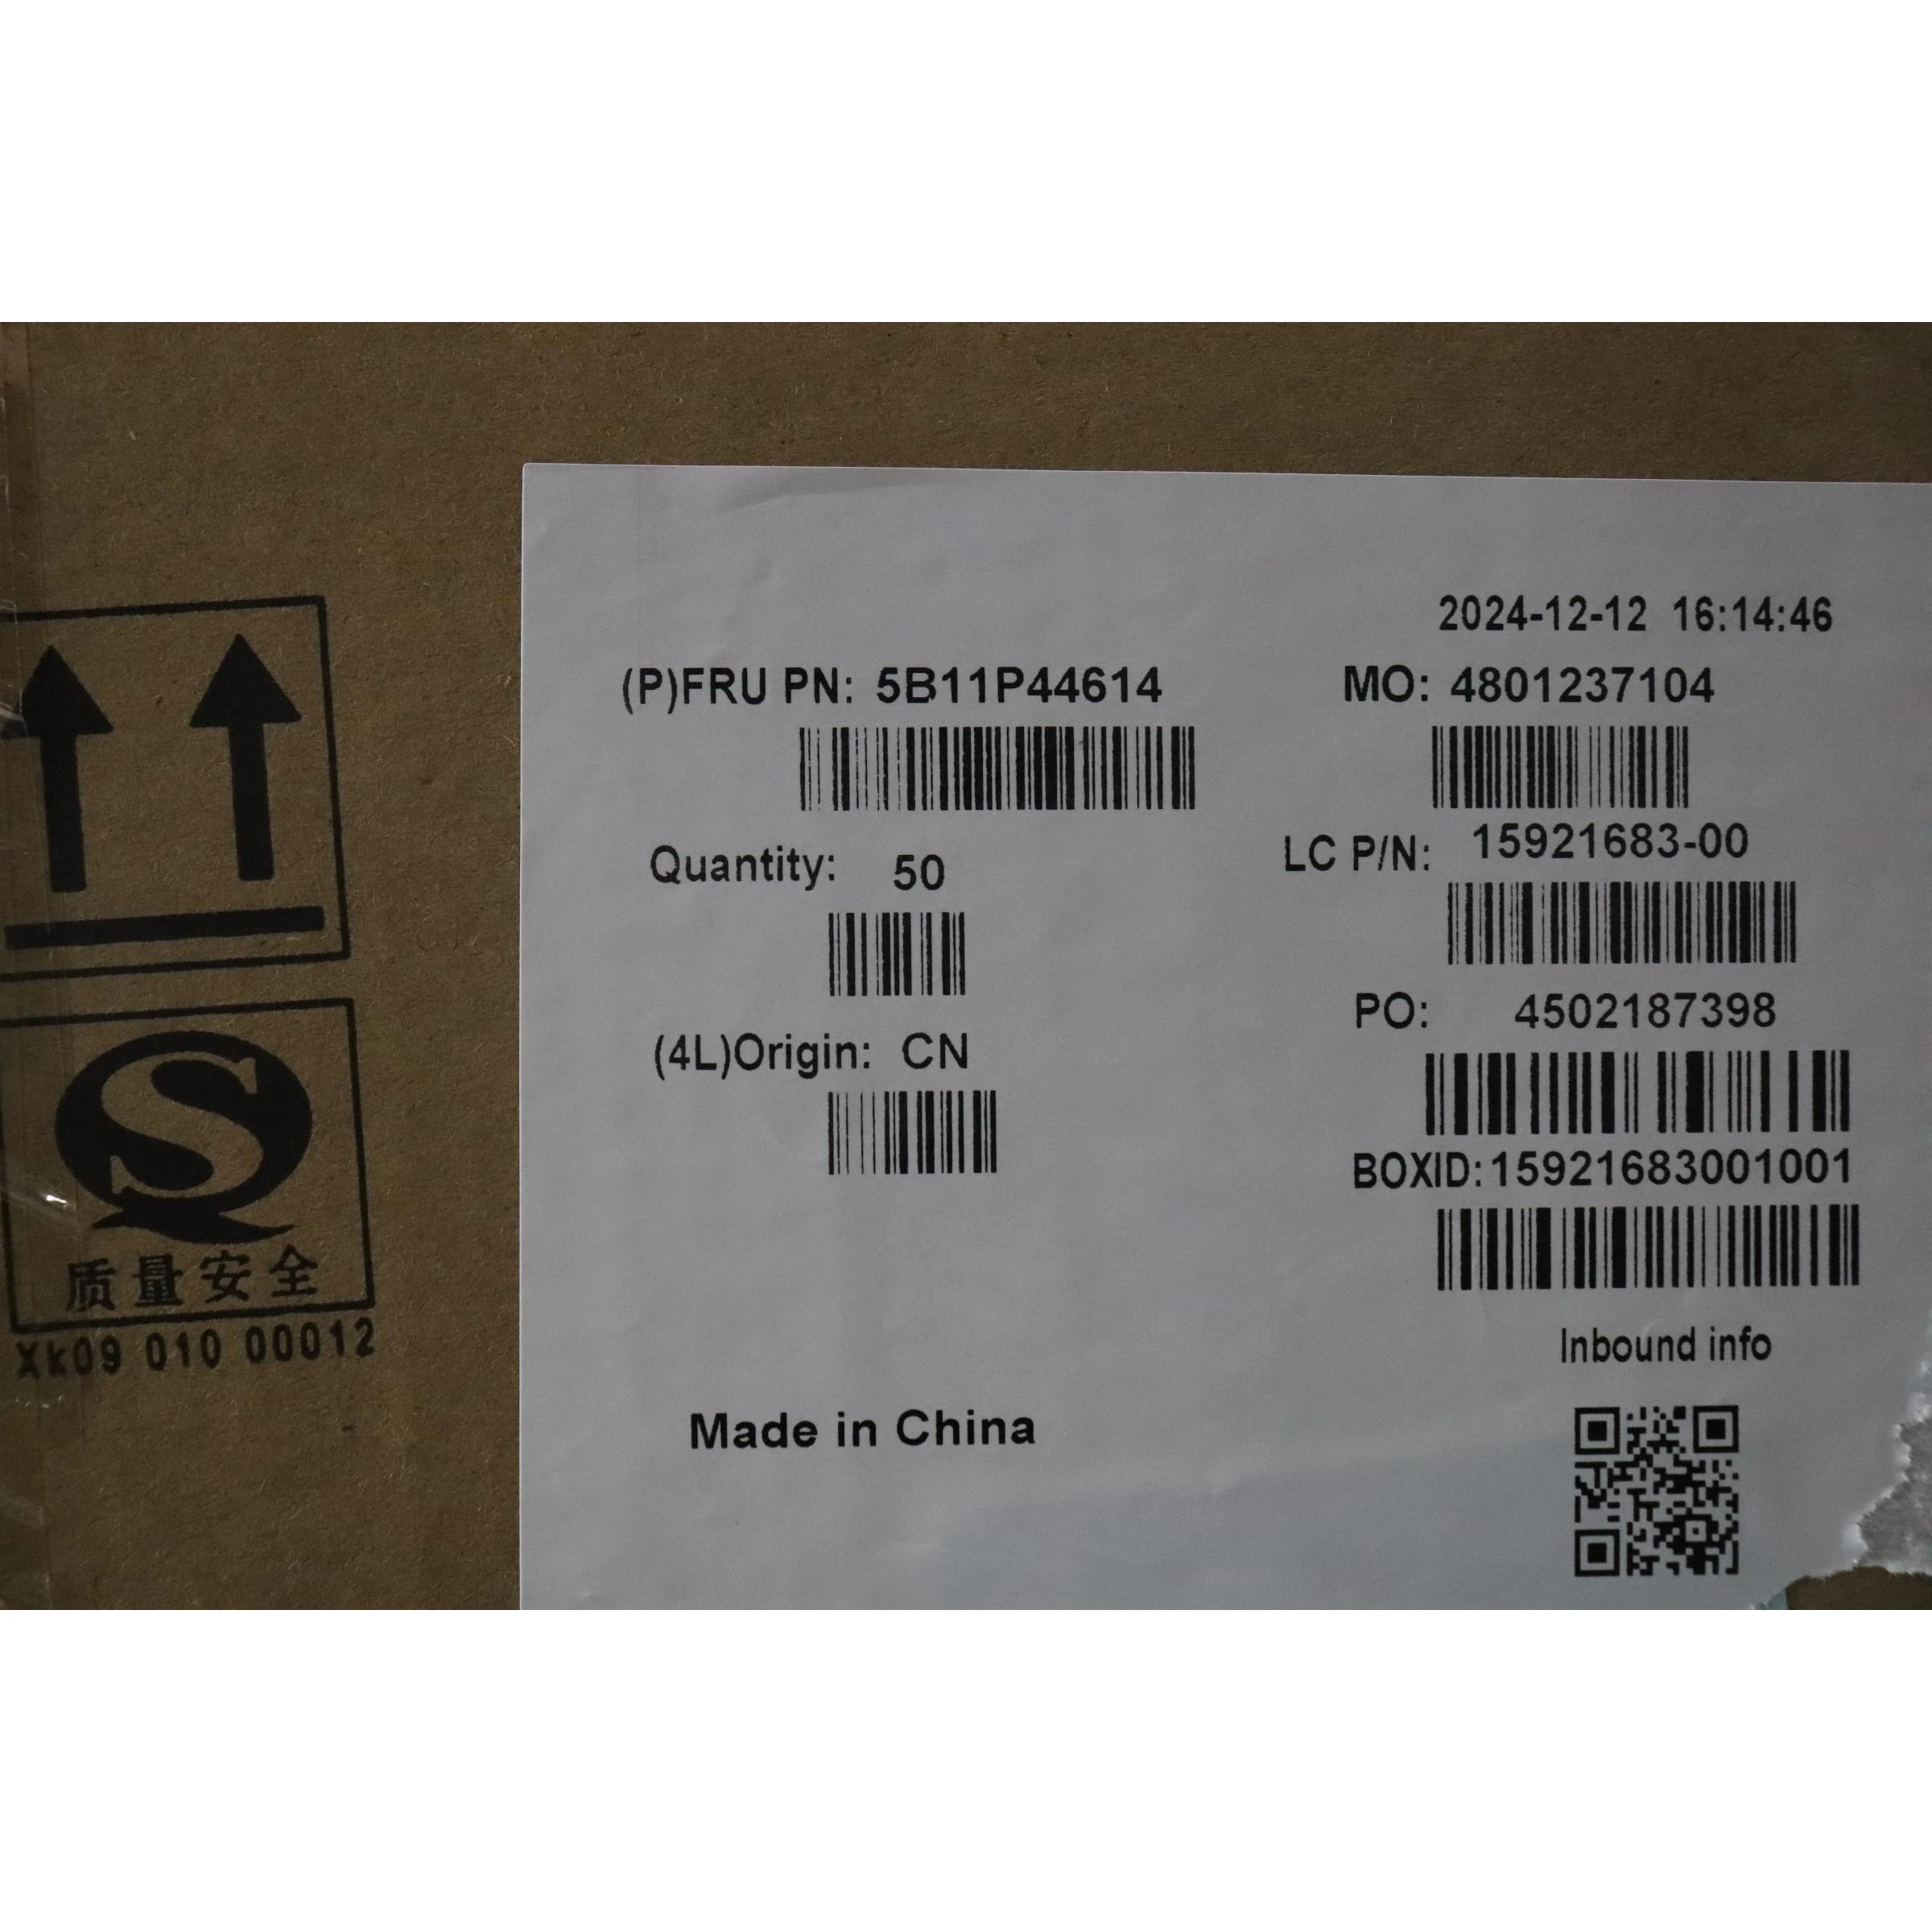 2024-12-12 16:14:46
(P)FRU PN: 5B11P44614
MO: 4801237104
Quantity: 50
LC P/N: 15921683-00
(4L)Origin: CN
PO: 4502187398
BOXID:15921683001001
Inbound info
Made in China
S
质量安全
Xk09 010 00012